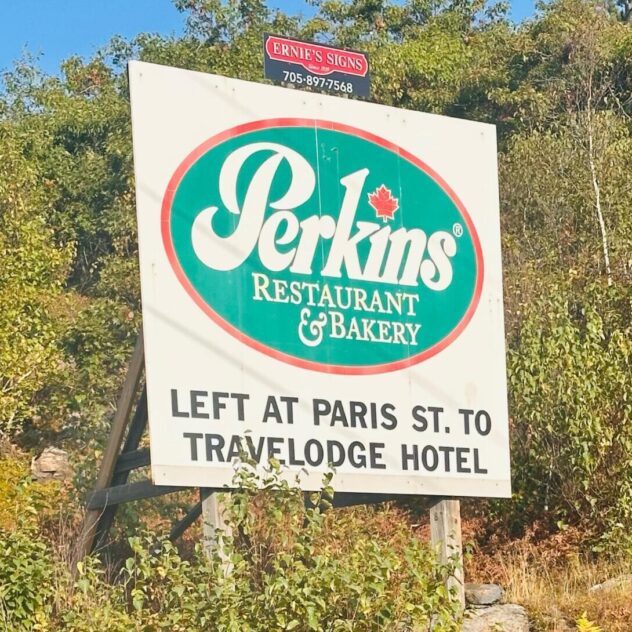 ERNIE'S SIGNS
705-897-7568
Perkins®
RESTAURANT
& BAKERY
LEFT AT PARIS ST. TO
TRAVELODGE HOTEL